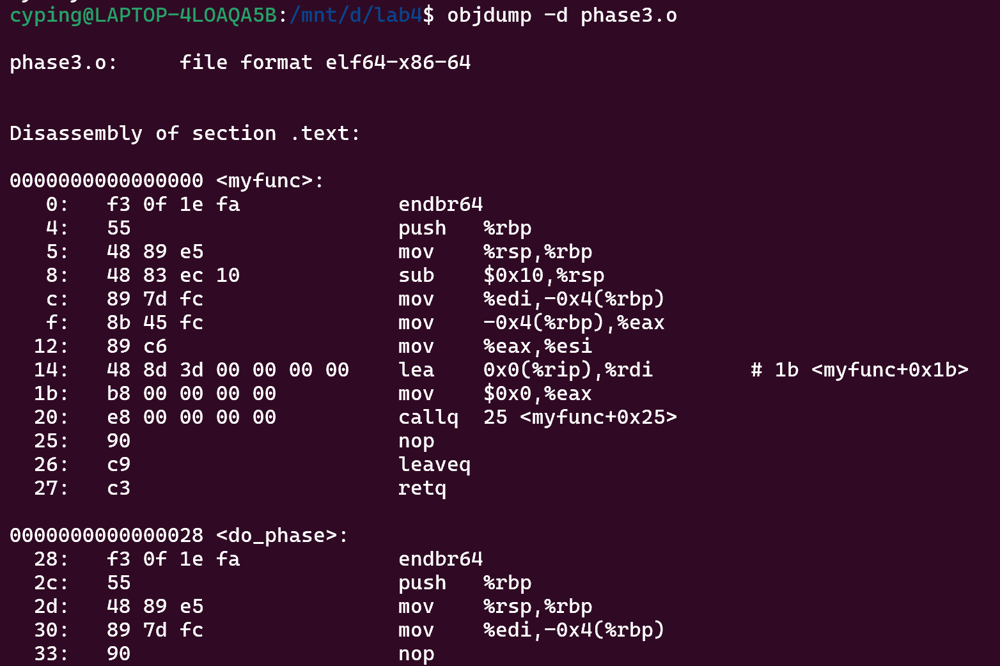 cyping@LAPTOP-4LOAQA5B:/mnt/d/lab4$ objdump -d phase3.o
phase3.o:     file format elf64-x86-64
Disassembly of section .text:
0000000000000000 <myfunc>:
   0:   f3 0f 1e fa             endbr64
   4:   55                      push   %rbp
   5:   48 89 e5                mov    %rsp,%rbp
   8:   48 83 ec 10             sub    $0x10,%rsp
   c:   89 7d fc                mov    %edi,-0x4(%rbp)
   f:   8b 45 fc                mov    -0x4(%rbp),%eax
  12:   89 c6                   mov    %eax,%esi
  14:   48 8d 3d 00 00 00 00    lea    0x0(%rip),%rdi        # 1b <myfunc+0x1b>
  1b:   b8 00 00 00 00          mov    $0x0,%eax
  20:   e8 00 00 00 00          callq  25 <myfunc+0x25>
  25:   90                      nop
  26:   c9                      leaveq
  27:   c3                      retq
0000000000000028 <do_phase>:
  28:   f3 0f 1e fa             endbr64
  2c:   55                      push   %rbp
  2d:   48 89 e5                mov    %rsp,%rbp
  30:   89 7d fc                mov    %edi,-0x4(%rbp)
  33:   90                      nop